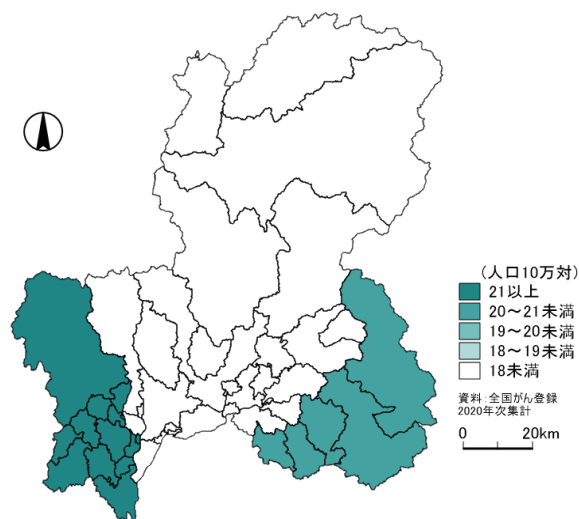 (人口10万対)
21以上
20～21未満
19～20未満
18～19未満
18未満
資料:全国がん登録
2020年次集計
0 20km